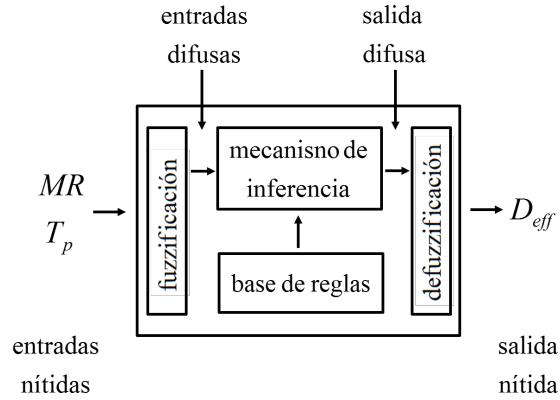 entradas
difusas
salida
difusa
MR
T_p
fuzzificación
mecanisno de
inferencia
base de reglas
defuzzificación
D_eff
entradas
nítidas
salida
nítida